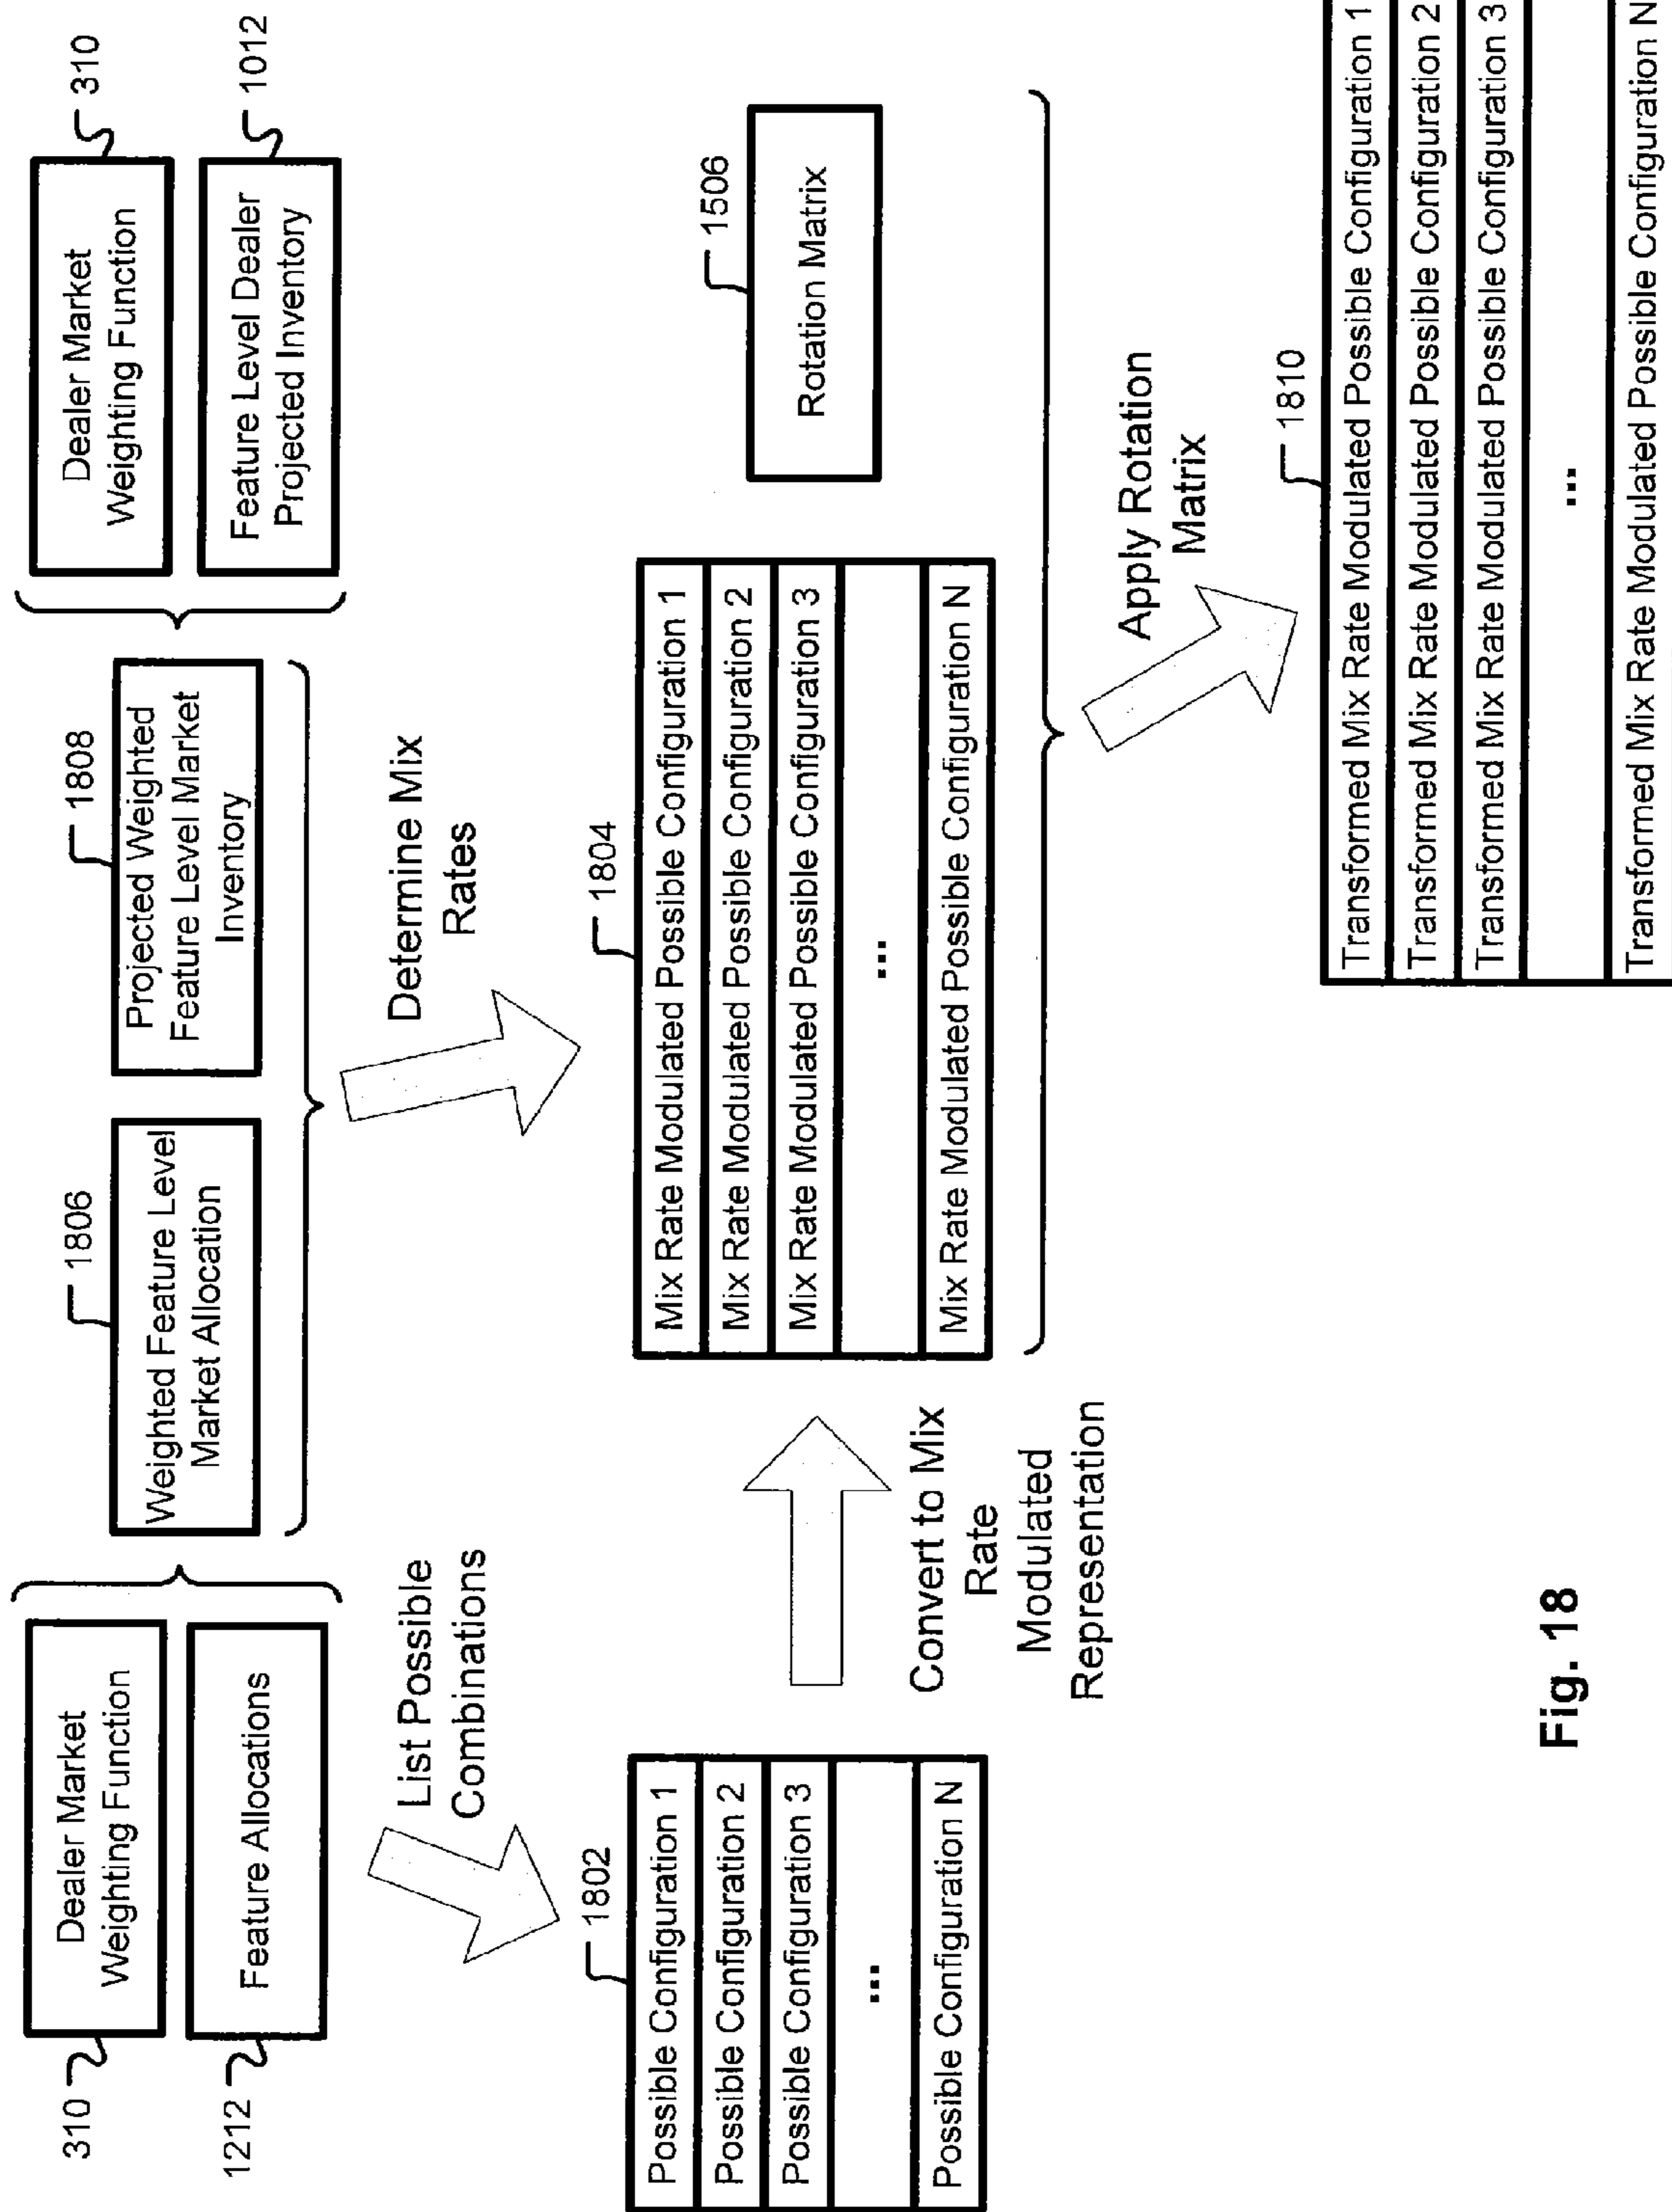 310
Dealer Market
Weighting Function
1212
Feature Allocations
1806
Weighted Feature Level
Market Allocation
1808
Projected Weighted
Feature Level Market
Inventory
Dealer Market
Weighting Function
310
Feature Level Dealer
Projected Inventory
1012
List Possible
Combinations
Determine Mix
Rates
1802
Possible Configuration 1
Possible Configuration 2
Possible Configuration 3
...
Possible Configuration N
Convert to Mix
Rate
Modulated
Representation
1804
Mix Rate Modulated Possible Configuration 1
Mix Rate Modulated Possible Configuration 2
Mix Rate Modulated Possible Configuration 3
...
Mix Rate Modulated Possible Configuration N
1506
Rotation Matrix
Apply Rotation
Matrix
1810
Transformed Mix Rate Modulated Possible Configuration 1
Transformed Mix Rate Modulated Possible Configuration 2
Transformed Mix Rate Modulated Possible Configuration 3
...
Transformed Mix Rate Modulated Possible Configuration N
Fig. 18